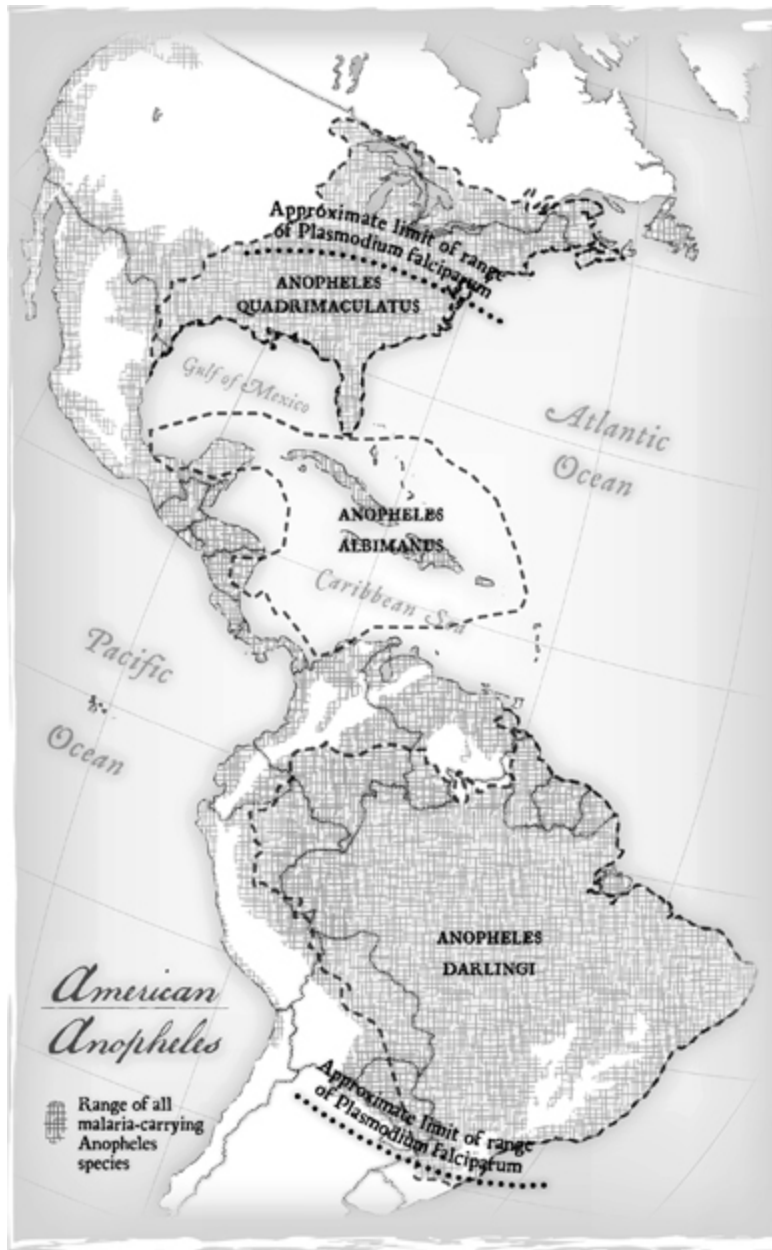 Approximate limit of range
of Plasmodium falciparum
ANOPHELES
QUADRIMACULATUS
Gulf of Mexico
Atlantic
Ocean
ANOPHELES
ALBIMANUS
Caribbean Sea
Pacific
Ocean
ANOPHELES
DARLINGI
American
Anopheles
Range of all
malaria-carrying
Anopheles
species
Approximate limit of range
of Plasmodium falciparum